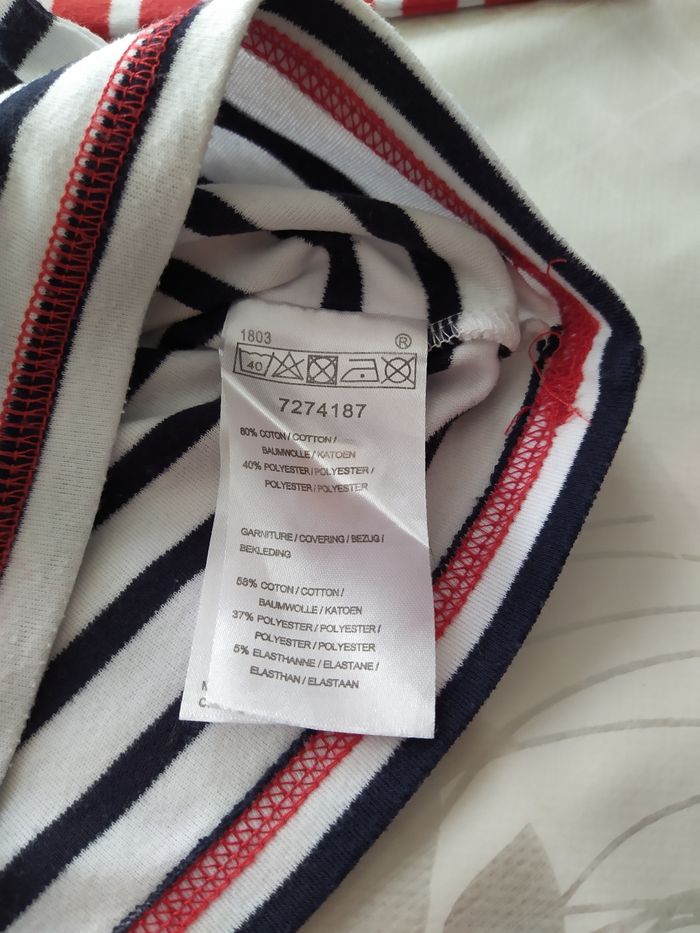 1803 ®
40
7274187
60% COTON / COTTON /
BAUMWOLLE / KATOEN
40% POLYESTER / POLYESTER /
POLYESTER / POLYESTER
GARNITURE / COVERING / BEZUG /
BEKLEDING
58% COTON / COTTON /
BAUMWOLLE / KATOEN
37% POLYESTER / POLYESTER /
POLYESTER / POLYESTER
5% ELASTHANNE / ELASTANE /
ELASTHAN / ELASTAAN